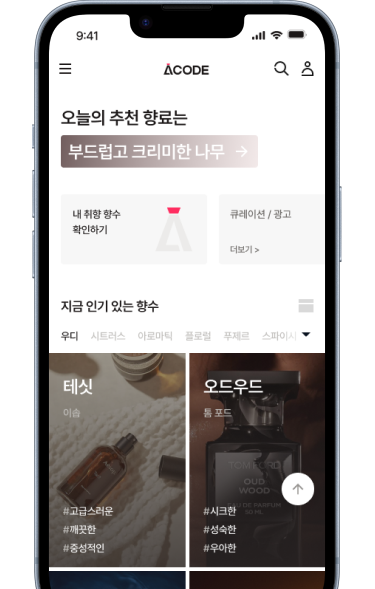 9:41
ACODE
오늘의 추천 향료는
부드럽고 크리미한 나무 →
내 취향 향수
확인하기
큐레이션 / 광고
더보기 >
지금 인기 있는 향수
우디 시트러스 아로마틱 플로럴 푸제르 스파이시
테싯
이솝
#고급스러운
#깨끗한
#중성적인
오드우드
톰 포드
TOM FORD
OUD
WOOD
EAU DE PARFUM
50 ML
#시크한
#성숙한
#우아한